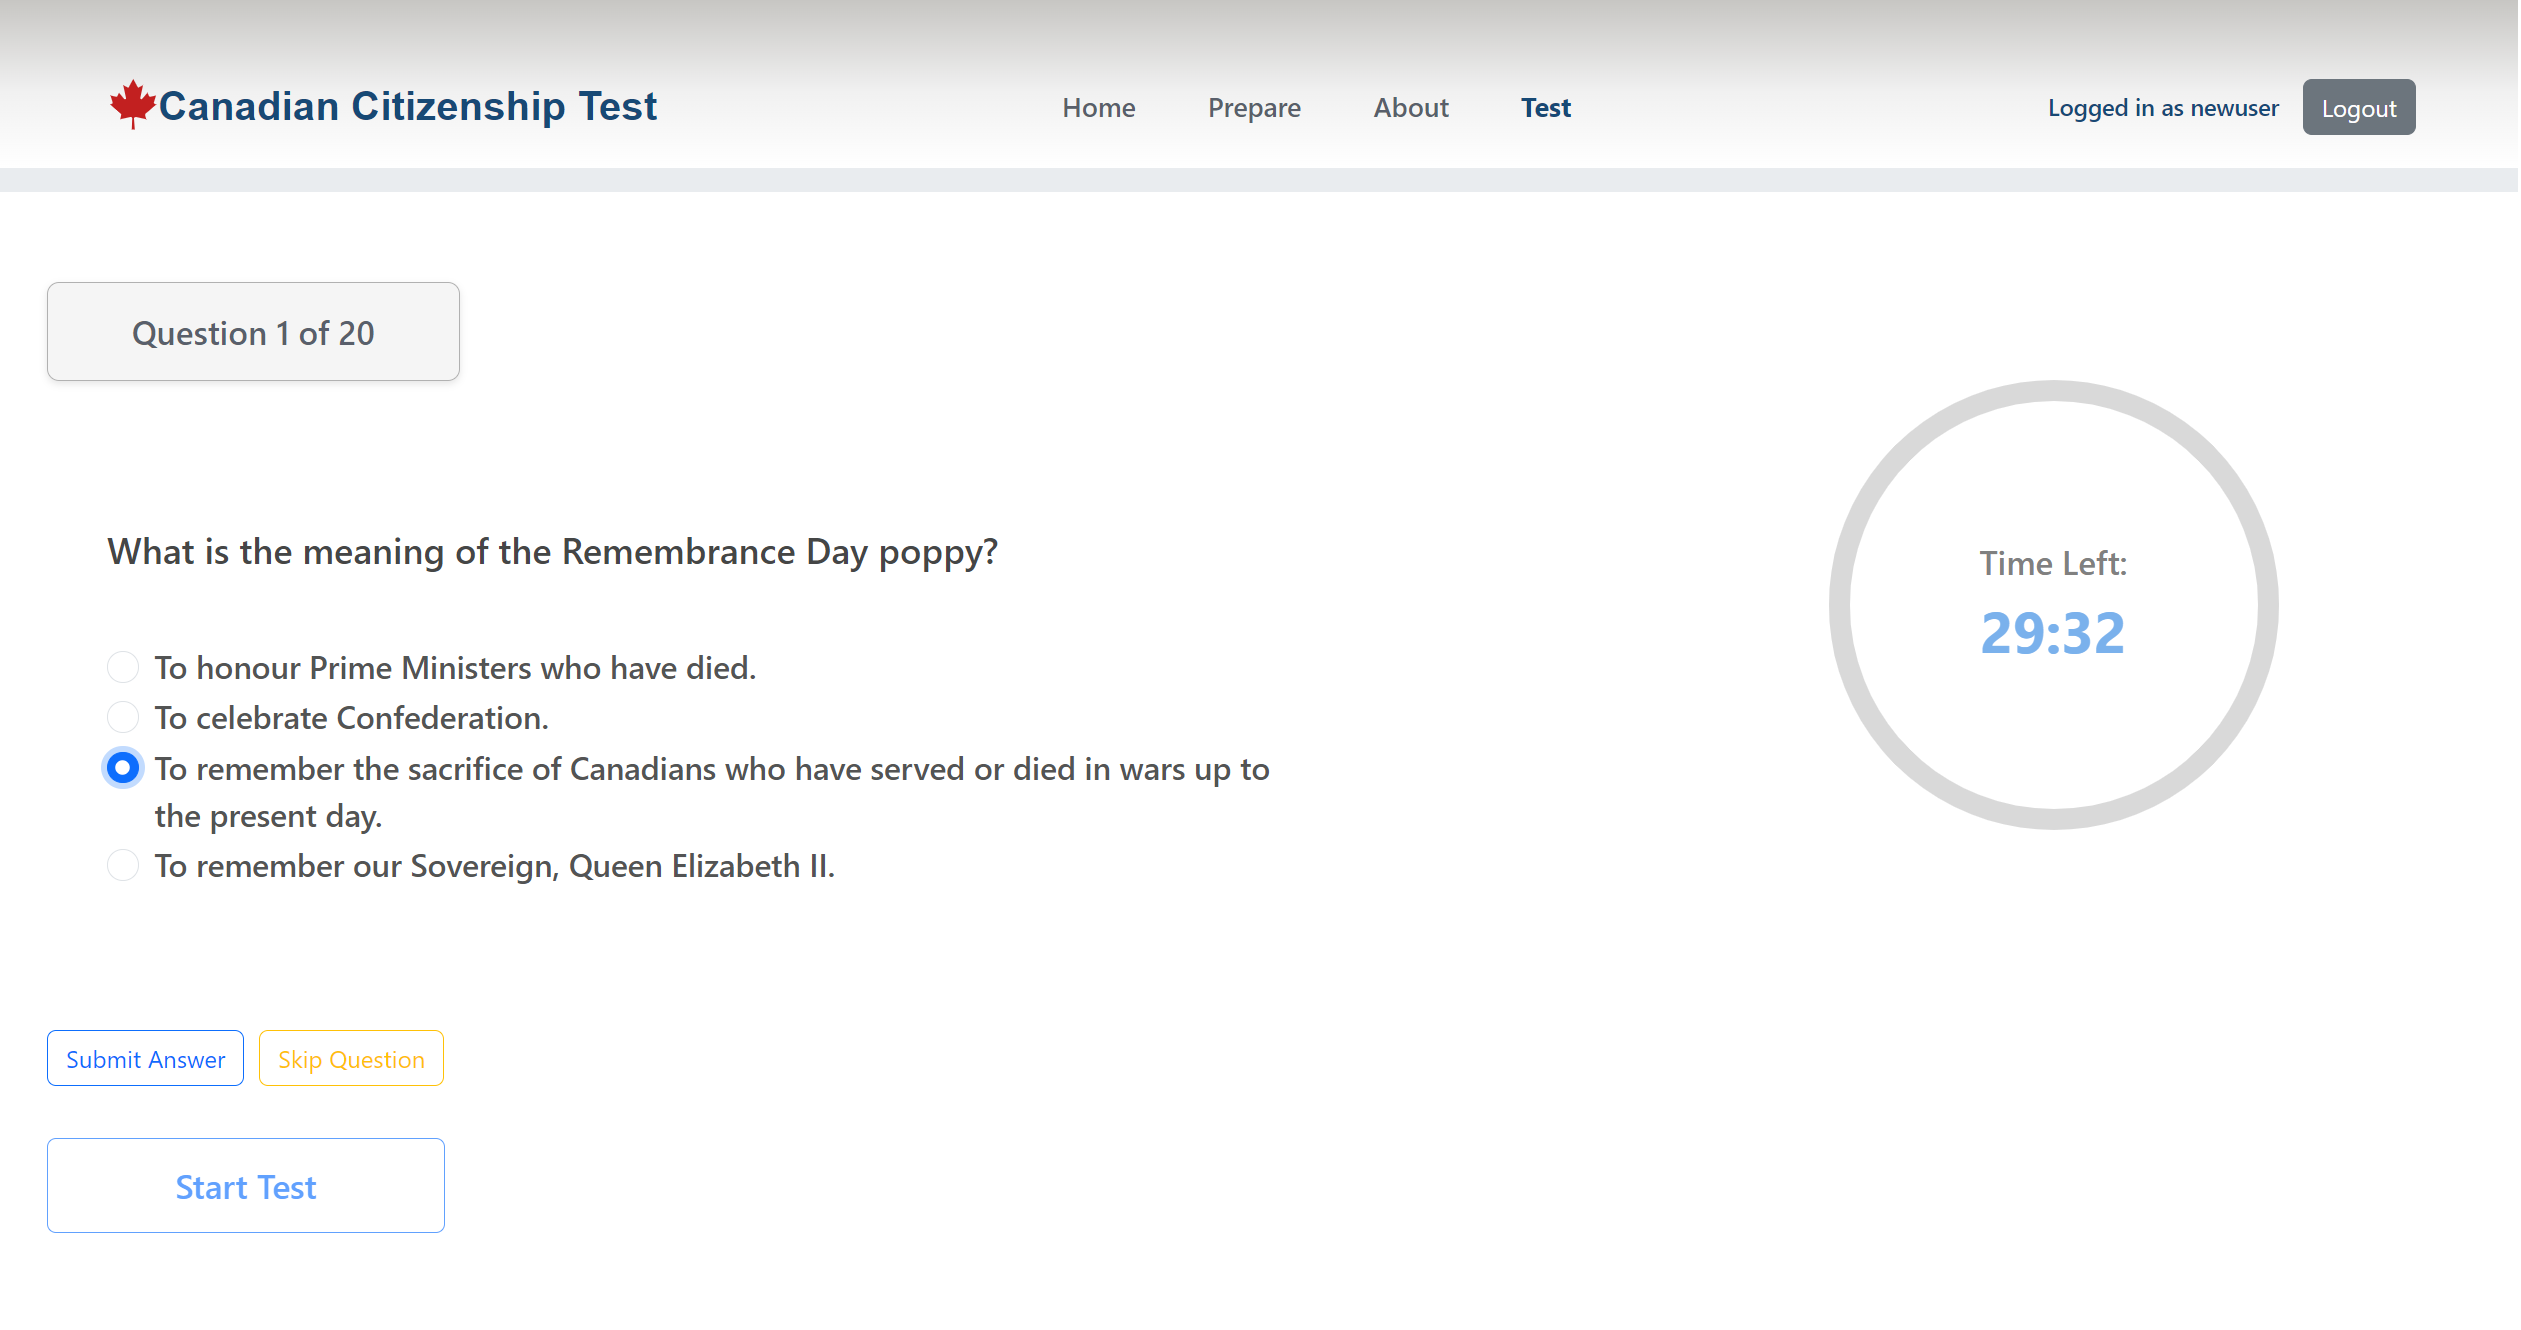 Canadian Citizenship Test
Home
Prepare
About
Test
Logged in as newuser
Logout
Question 1 of 20
What is the meaning of the Remembrance Day poppy?
To honour Prime Ministers who have died.
To celebrate Confederation.
To remember the sacrifice of Canadians who have served or died in wars up to
the present day.
To remember our Sovereign, Queen Elizabeth II.
Time Left:
29:32
Submit Answer
Skip Question
Start Test